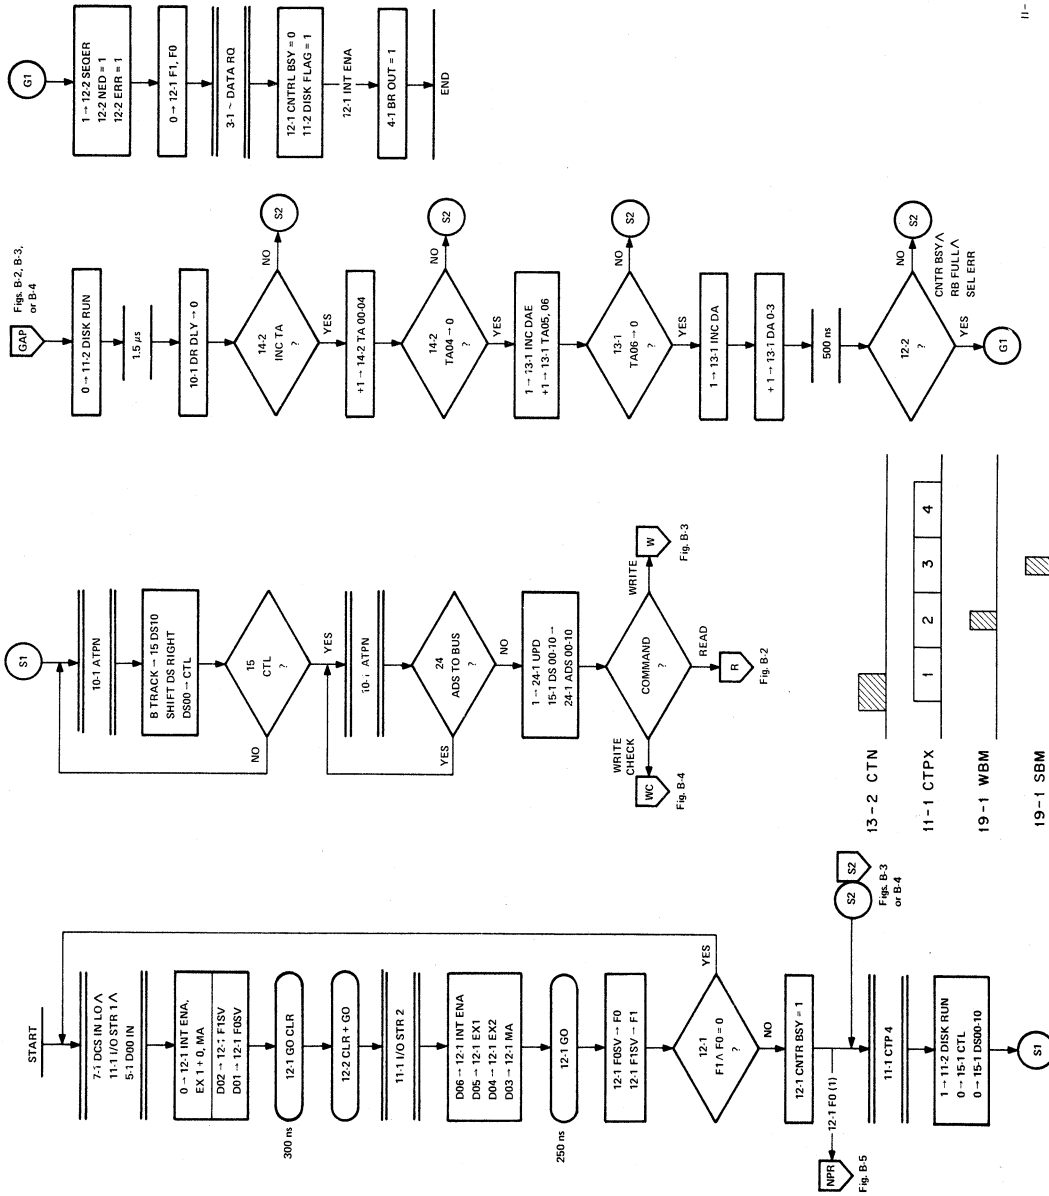 START
7-1 DCS IN LO ∧
11-1 I/O STR 1 ∧
5-1 D00 IN
0 → 12-1 INT ENA,
EX 1 + 0, MA
D02 → 12-1 F1SV
D01 → 12-1 F0SV
12-1 GO CLR
300 ns
12-2 CLR + GO
11-1 I/O STR 2
D06 → 12-1 INT ENA
D05 → 12-1 EX1
D04 → 12-1 EX2
D03 → 12-1 MA
12-1 GO
250 ns
12-1 F0SV → F0
12-1 F1SV → F1
12-1
F1 ∧ F0 = 0
?
YES
NO
12-1 CNTR BSY = 1
12-1 F0 (1)
NPR
Fig. B-5
S2
S2
Figs. B-3
or B-4
11-1 CTP 4
1 → 11-2 DISK RUN
0 → 15-1 CTL
0 → 15-1 DS00-10
S1
S1
10-1 ATPN
B TRACK → 15 DS10
SHIFT DS RIGHT
DS00 → CTL
15
CTL
?
NO
YES
10-1 ATPN
24
ADS TO BUS
?
YES
NO
1 → 24-1 UPD
15-1 DS 00-10 →
24-1 ADS 00-10
COMMAND
?
WRITE
CHECK
WC
Fig. B-4
WRITE
W
Fig. B-3
READ
R
Fig. B-2
13-2 CTN
11-1 CTPX
1
2
3
4
19-1 WBM
19-1 SBM
GAP
Figs. B-2, B-3,
or B-4
0 → 11-2 DISK RUN
1.5 μs
10-1 DR DLY → 0
14-2
INC TA
?
NO
S2
YES
+1 → 14-2 TA 00-04
14-2
TA04 → 0
?
NO
S2
YES
1 → 13-1 INC DAE
+1 → 13-1 TA05, 06
13-1
TA06 → 0
?
NO
S2
YES
1 → 13-1 INC DA
+ 1 → 13-1 DA 0-3
500 ns
12-2
?
NO
S2
CNTR BSY ∧
RB FULL ∧
SEL ERR
YES
G1
G1
1 → 12-2 SEQER
12-2 NED = 1
12-2 ERR = 1
0 → 12-1 F1, F0
3-1 ~ DATA RQ
12-1 CNTRL BSY = 0
11-2 DISK FLAG = 1
12-1 INT ENA
4-1 BR OUT = 1
END
11-